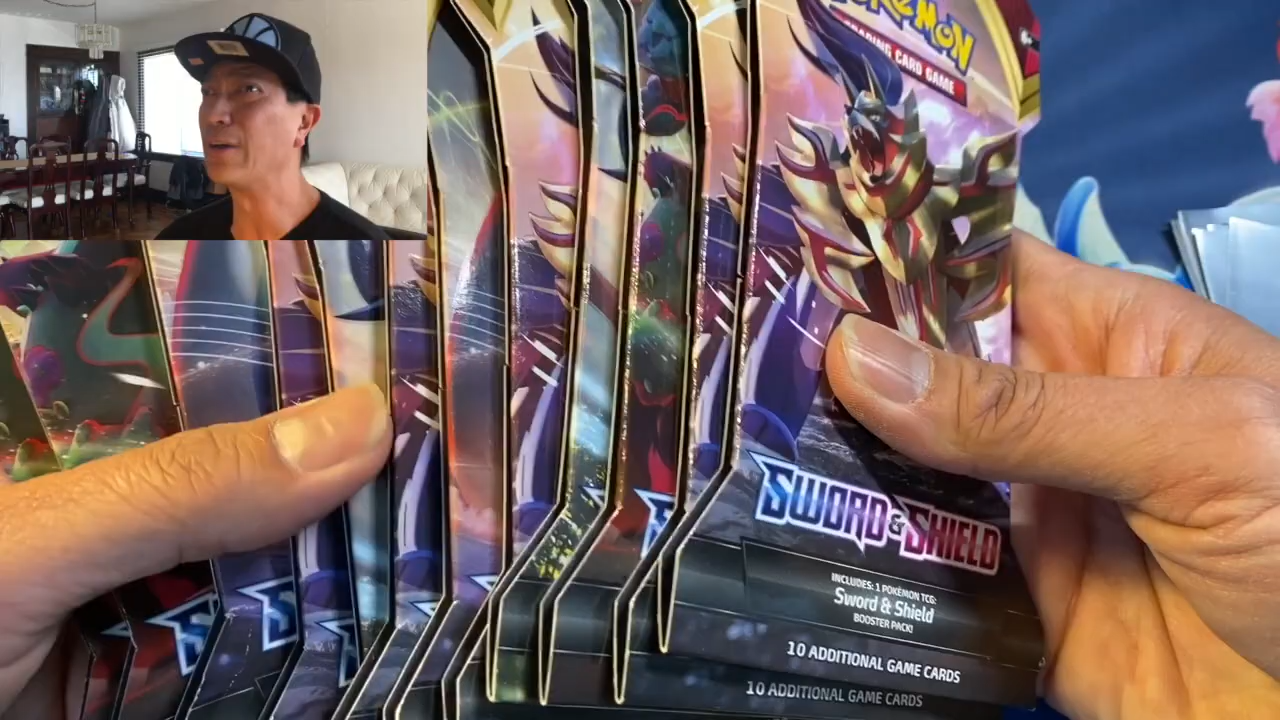 POKÉMON
TRADING CARD GAME
SWORD & SHIELD
INCLUDES: 1 POKÉMON TCG:
Sword & Shield
BOOSTER PACK!
10 ADDITIONAL GAME CARDS
10 ADDITIONAL GAME CARDS